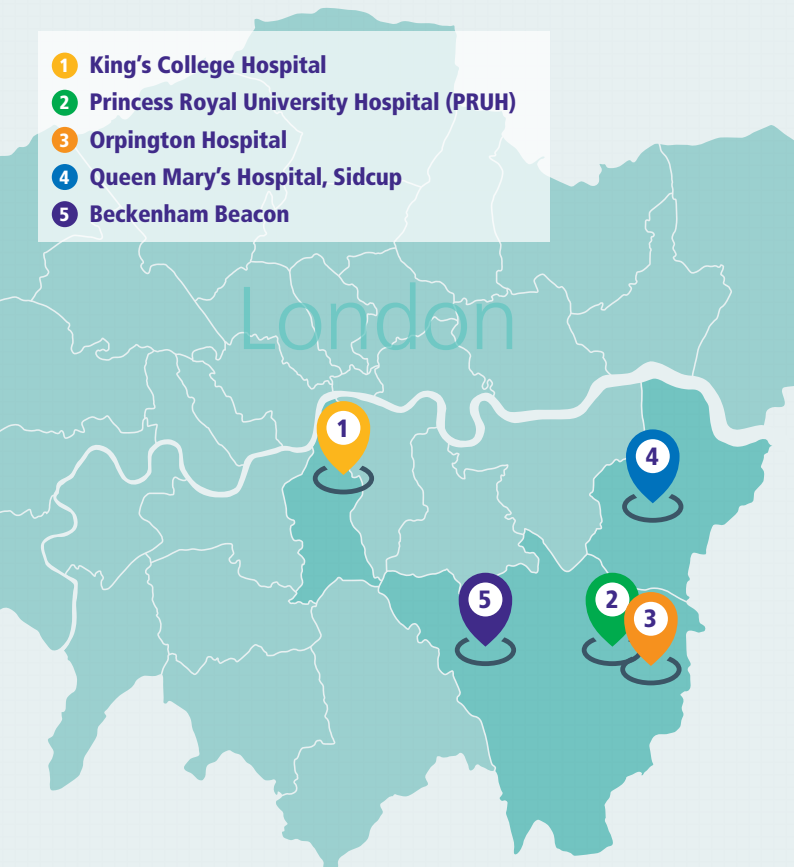 1 King's College Hospital
2 Princess Royal University Hospital (PRUH)
3 Orpington Hospital
4 Queen Mary's Hospital, Sidcup
5 Beckenham Beacon
London
1
4
5
2
3